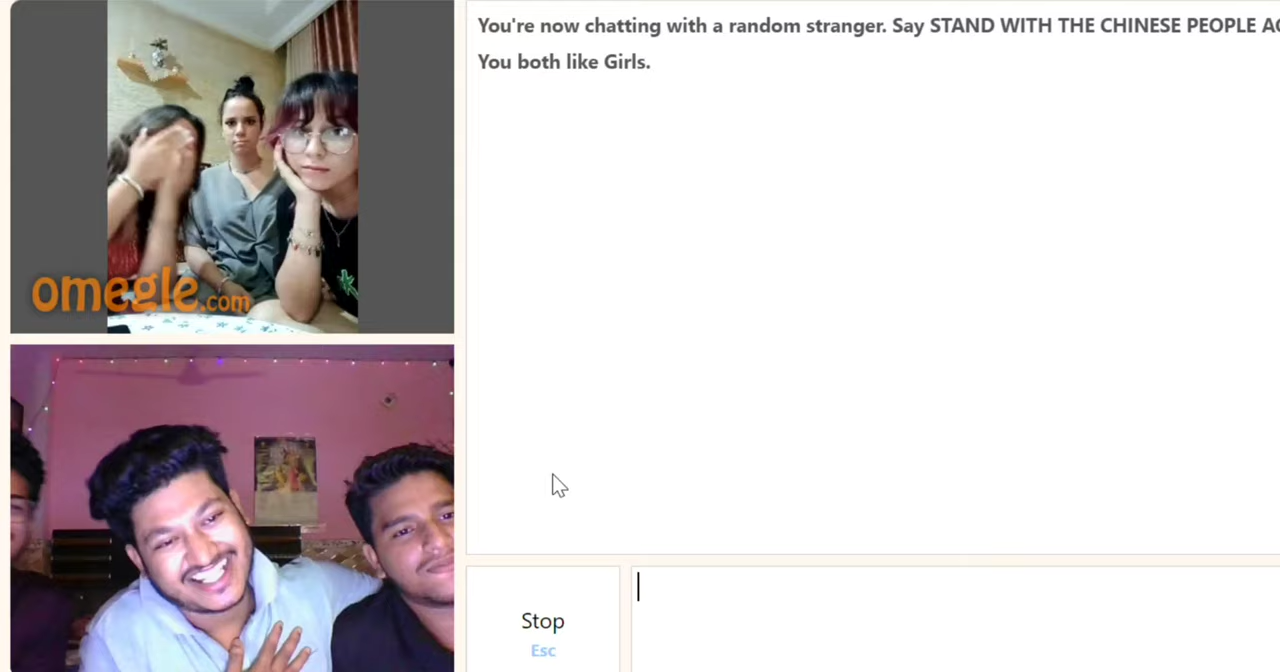 You're now chatting with a random stranger. Say STAND WITH THE CHINESE PEOPLE
You both like Girls.
omegle.com
Stop
Esc